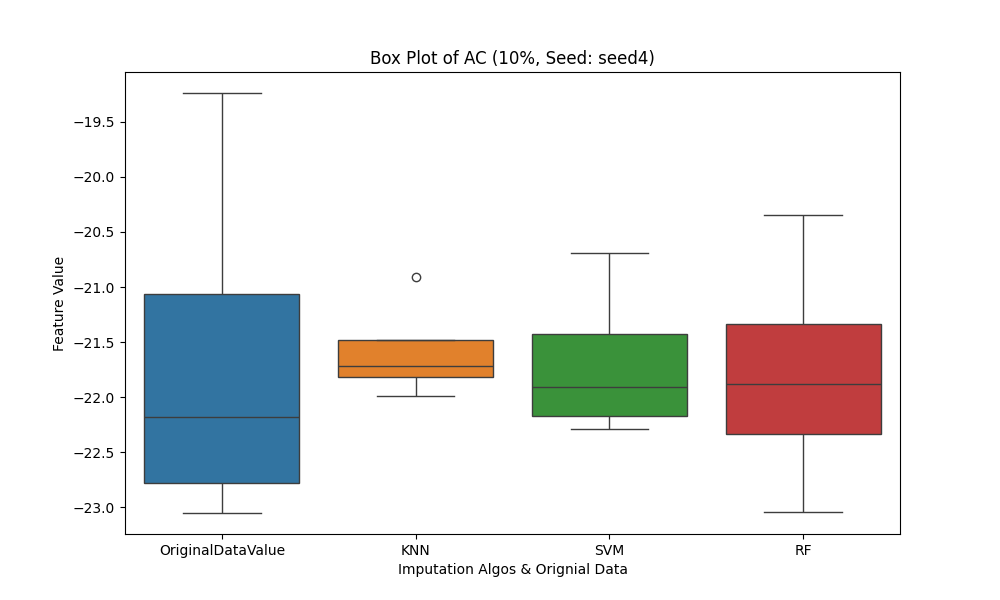 Box Plot of AC (10%, Seed: seed4)
Feature Value
−19.5
−20.0
−20.5
−21.0
−21.5
−22.0
−22.5
−23.0
OriginalDataValue KNN SVM RF
Imputation Algos & Orignial Data